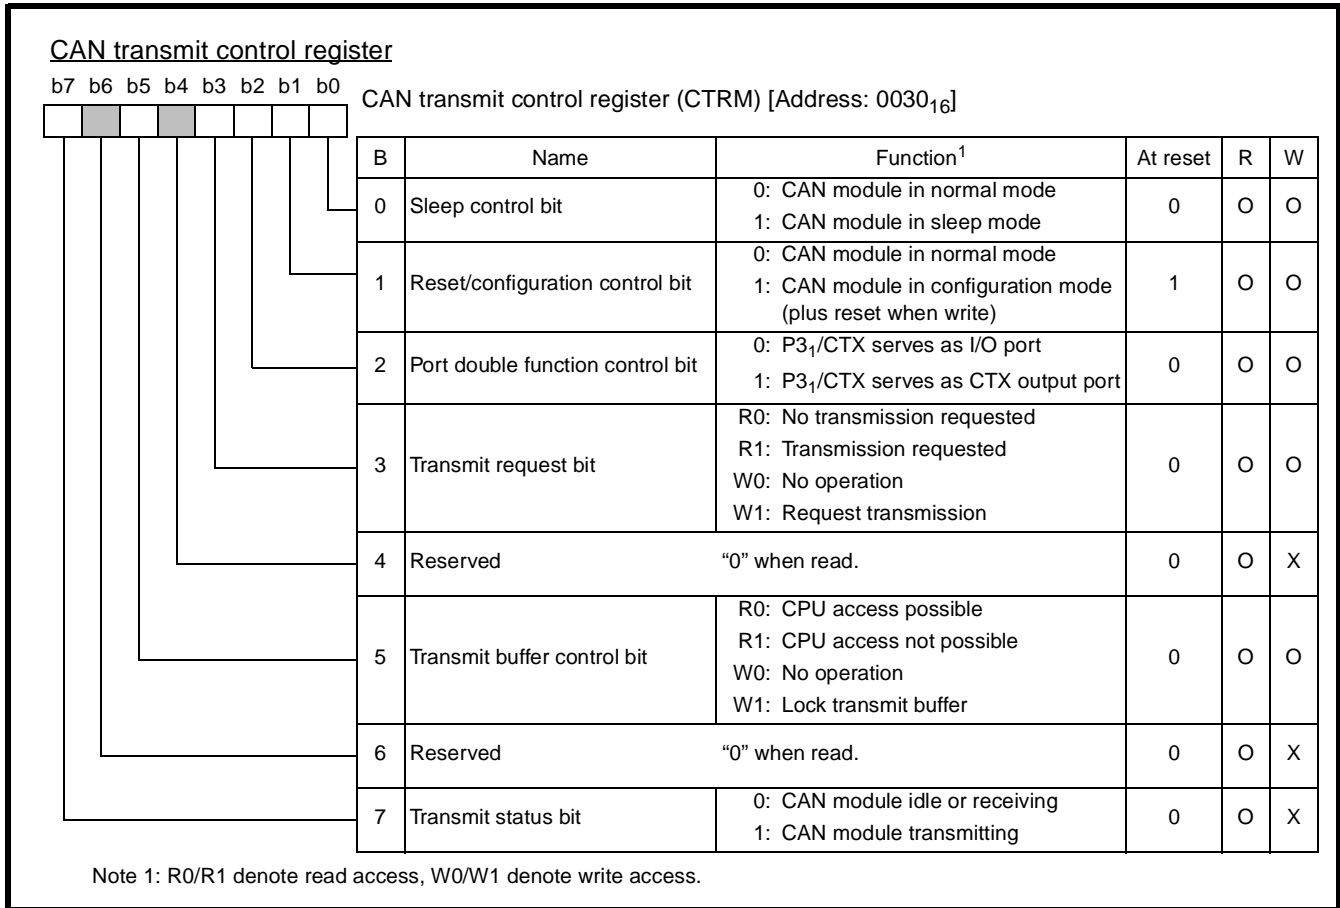 CAN transmit control register
b7 b6 b5 b4 b3 b2 b1 b0
CAN transmit control register (CTRM) [Address: 0030₁₆]
B Name Function¹ At reset R W
0 Sleep control bit 0: CAN module in normal mode
1: CAN module in sleep mode 0 O O
1 Reset/configuration control bit 0: CAN module in normal mode
1: CAN module in configuration mode
(plus reset when write) 1 O O
2 Port double function control bit 0: P3₁/CTX serves as I/O port
1: P3₁/CTX serves as CTX output port 0 O O
3 Transmit request bit R0: No transmission requested
R1: Transmission requested
W0: No operation
W1: Request transmission 0 O O
4 Reserved “0” when read. 0 O X
5 Transmit buffer control bit R0: CPU access possible
R1: CPU access not possible
W0: No operation
W1: Lock transmit buffer 0 O O
6 Reserved “0” when read. 0 O X
7 Transmit status bit 0: CAN module idle or receiving
1: CAN module transmitting 0 O X
Note 1: R0/R1 denote read access, W0/W1 denote write access.